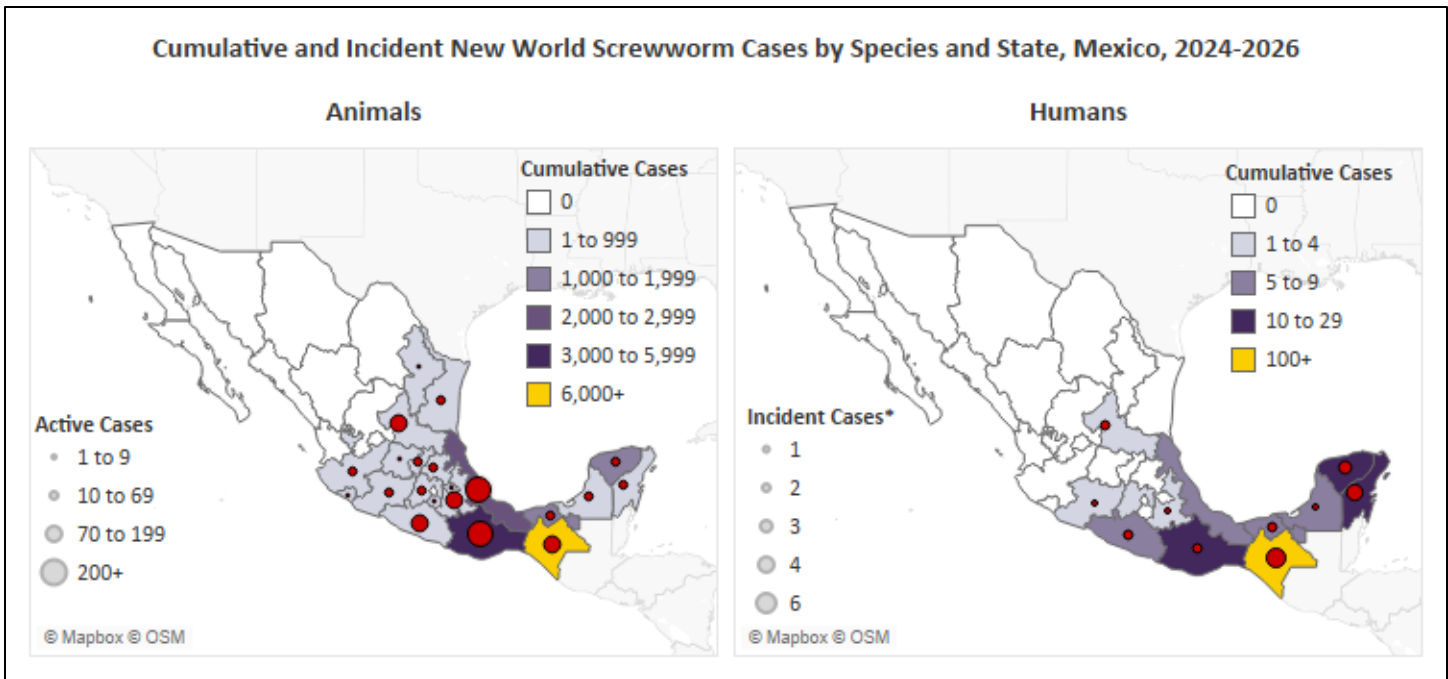 Cumulative and Incident New World Screwworm Cases by Species and State, Mexico, 2024-2026
Animals
Cumulative Cases
0
1 to 999
1,000 to 1,999
2,000 to 2,999
3,000 to 5,999
6,000+
Active Cases
1 to 9
10 to 69
70 to 199
200+
© Mapbox © OSM
Humans
Cumulative Cases
0
1 to 4
5 to 9
10 to 29
100+
Incident Cases*
1
2
3
4
6
© Mapbox © OSM